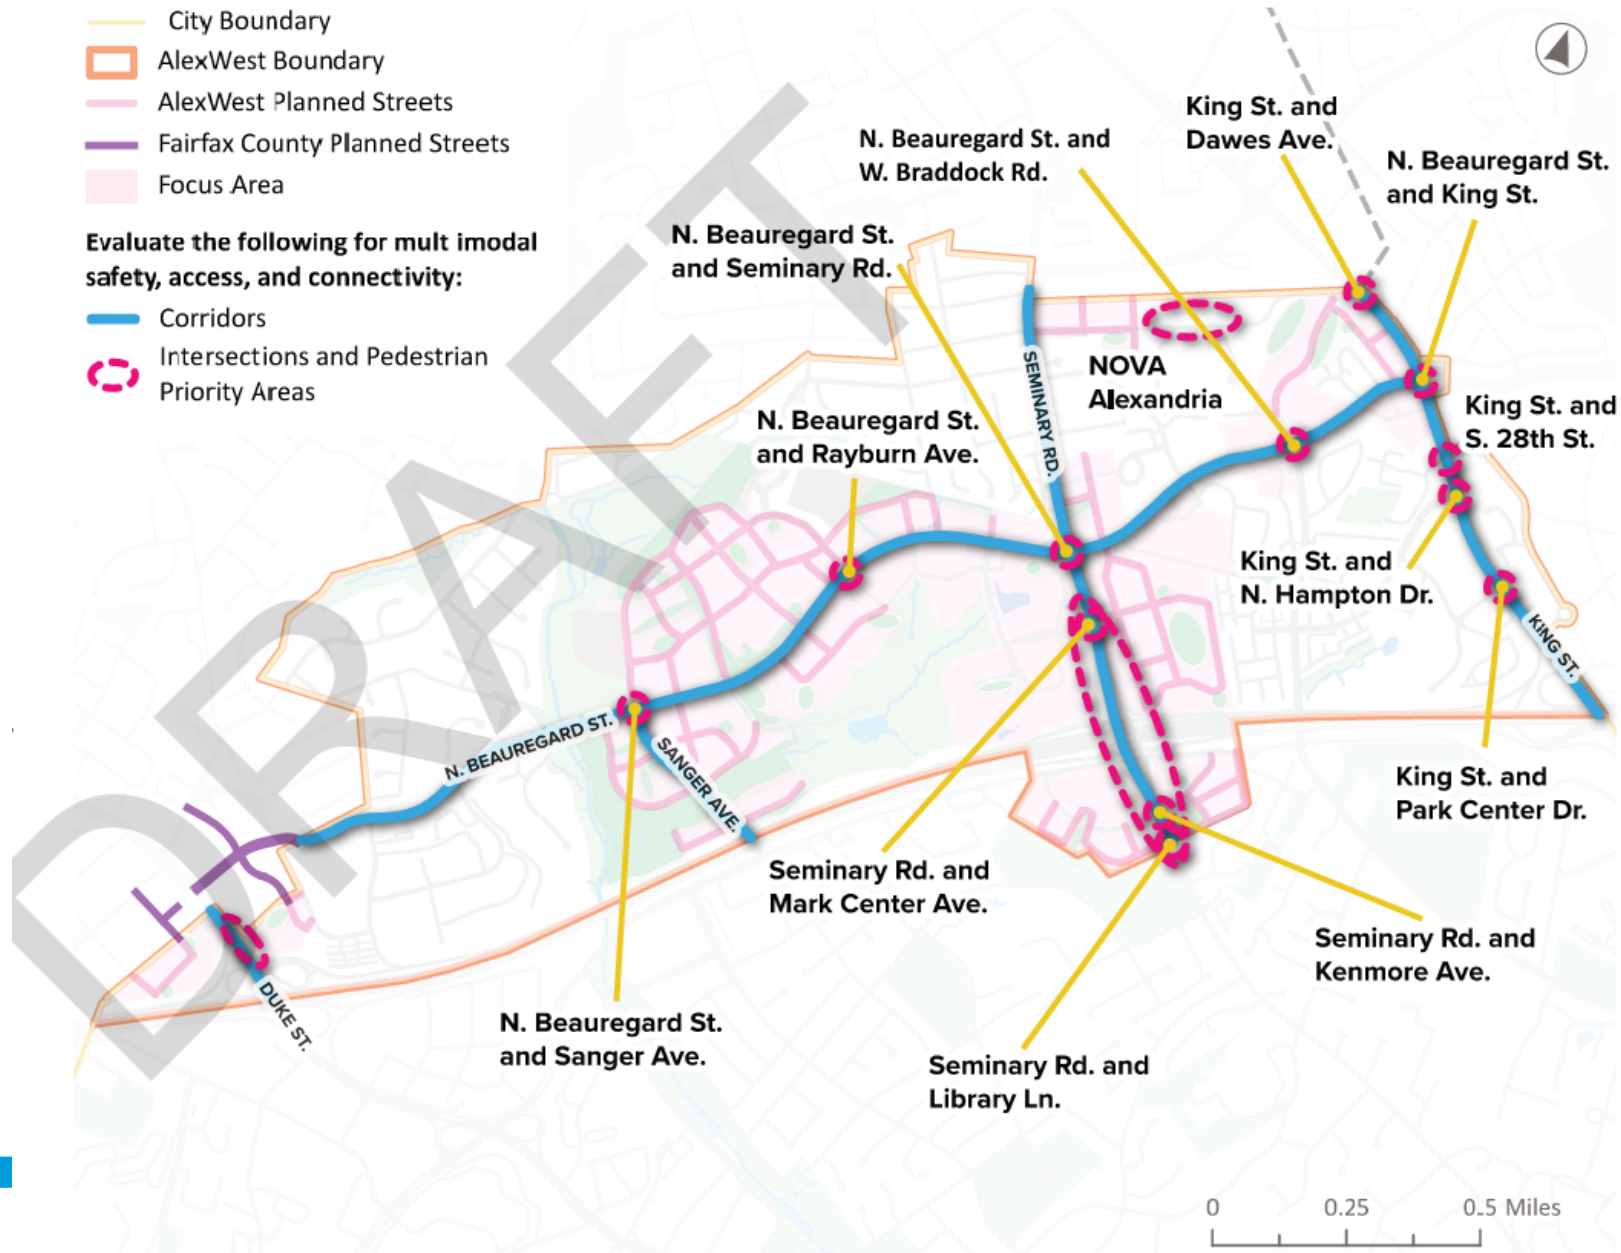 City Boundary
AlexWest Boundary
AlexWest Planned Streets
Fairfax County Planned Streets
Focus Area
Evaluate the following for mult imodal
safety, access, and connectivity:
Corridors
Intersections and Pedestrian
Priority Areas
DRAFT
King St. and
Dawes Ave.
N. Beauregard St. and
W. Braddock Rd.
N. Beauregard St.
and King St.
N. Beauregard St.
and Seminary Rd.
SEMINARY RD.
NOVA
Alexandria
King St. and
S. 28th St.
N. Beauregard St.
and Rayburn Ave.
King St. and
N. Hampton Dr.
KING ST.
N. BEAUREGARD ST.
SANGER AVE.
King St. and
Park Center Dr.
Seminary Rd. and
Mark Center Ave.
Seminary Rd. and
Kenmore Ave.
DUKE ST.
N. Beauregard St.
and Sanger Ave.
Seminary Rd. and
Library Ln.
0 0.25 0.5 Miles